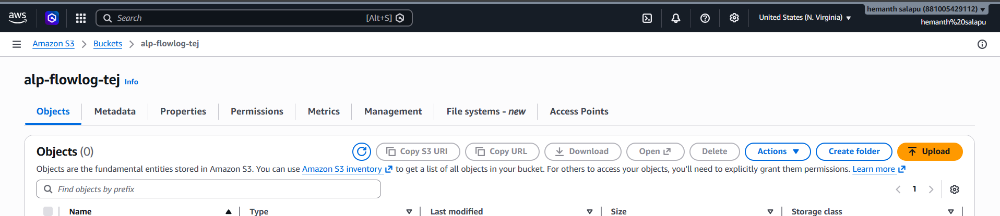 hemanth salapu (881005429112)
aws Search [Alt+S] United States (N. Virginia)
hemanth%20salapu
Amazon S3 Buckets alp-flowlog-tej
alp-flowlog-tej Info
Objects Metadata Properties Permissions Metrics Management File systems - new Access Points
Objects (0) Copy S3 URI Copy URL Download Open Delete Actions Create folder Upload
Objects are the fundamental entities stored in Amazon S3. You can use Amazon S3 inventory to get a list of all objects in your bucket. For others to access your objects, you'll need to explicitly grant them permissions. Learn more
Find objects by prefix 1
Name Type Last modified Size Storage class